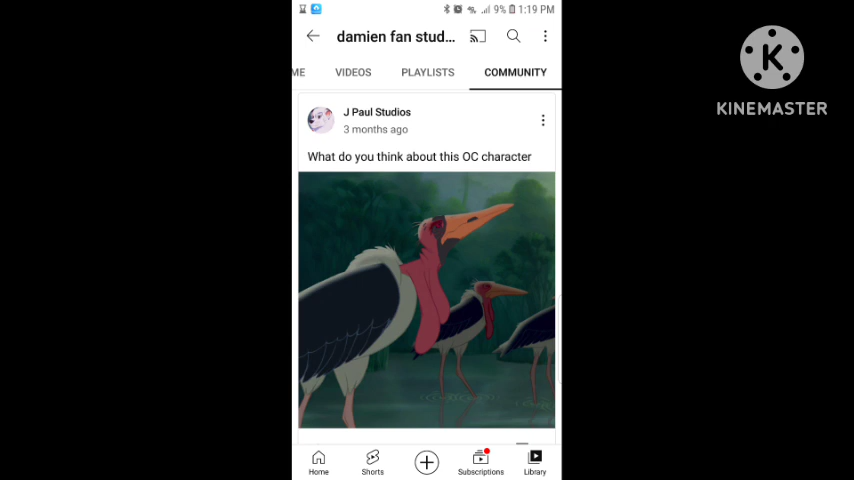 4G 9% 1:19 PM
damien fan stud...
ME VIDEOS PLAYLISTS COMMUNITY
J Paul Studios
3 months ago
What do you think about this OC character
Home Shorts Subscriptions Library
K
KINEMASTER